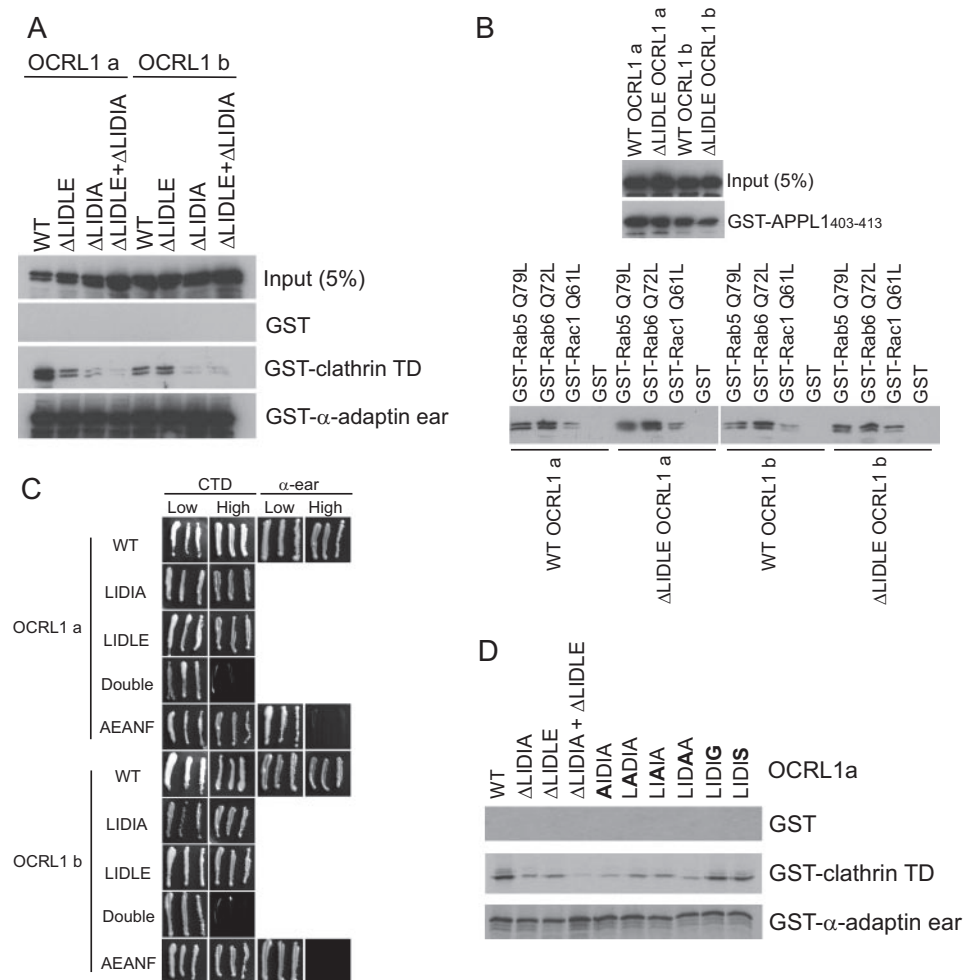 A
OCRL1 a OCRL1 b
WT ΔLIDLE ΔLIDIA ΔLIDLE+ΔLIDIA WT ΔLIDLE ΔLIDIA ΔLIDLE+ΔLIDIA
Input (5%)
GST
GST-clathrin TD
GST-α-adaptin ear
B
WT OCRL1 a
ΔLIDLE OCRL1 a
WT OCRL1 b
ΔLIDLE OCRL1 b
Input (5%)
GST-APPL1403-413
GST-Rab5 Q79L
GST-Rab6 Q72L
GST-Rac1 Q61L
GST
GST-Rab5 Q79L
GST-Rab6 Q72L
GST-Rac1 Q61L
GST
GST-Rab5 Q79L
GST-Rab6 Q72L
GST-Rac1 Q61L
GST
GST-Rab5 Q79L
GST-Rab6 Q72L
GST-Rac1 Q61L
GST
WT OCRL1 a
ΔLIDLE OCRL1 a
WT OCRL1 b
ΔLIDLE OCRL1 b
C
CTD α-ear
Low High Low High
OCRL1 a
WT
LIDIA
LIDLE
Double
AEANF
OCRL1 b
WT
LIDIA
LIDLE
Double
AEANF
D
WT
ΔLIDIA
ΔLIDLE
ΔLIDIA + ΔLIDLE
AIDIA
LADIA
LIAIA
LIDAA
LIDIG
LIDIS
OCRL1a
GST
GST-clathrin TD
GST-α-adaptin ear